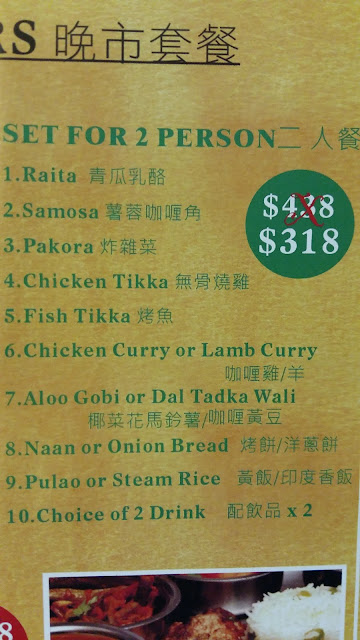 RS 晚市套餐
SET FOR 2 PERSON 二人餐
1.Raita 青瓜乳酪
2.Samosa 薯蓉咖喱角
3.Pakora 炸雜菜
$438
$318
4.Chicken Tikka 無骨燒雞
5.Fish Tikka 烤魚
6.Chicken Curry or Lamb Curry
咖喱雞/羊
7.Aloo Gobi or Dal Tadka Wali
椰菜花馬鈴薯/咖喱黃豆
8.Naan or Onion Bread 烤餅/洋蔥餅
9.Pulao or Steam Rice 黃飯/印度香飯
10.Choice of 2 Drink 配飲品 x 2
8